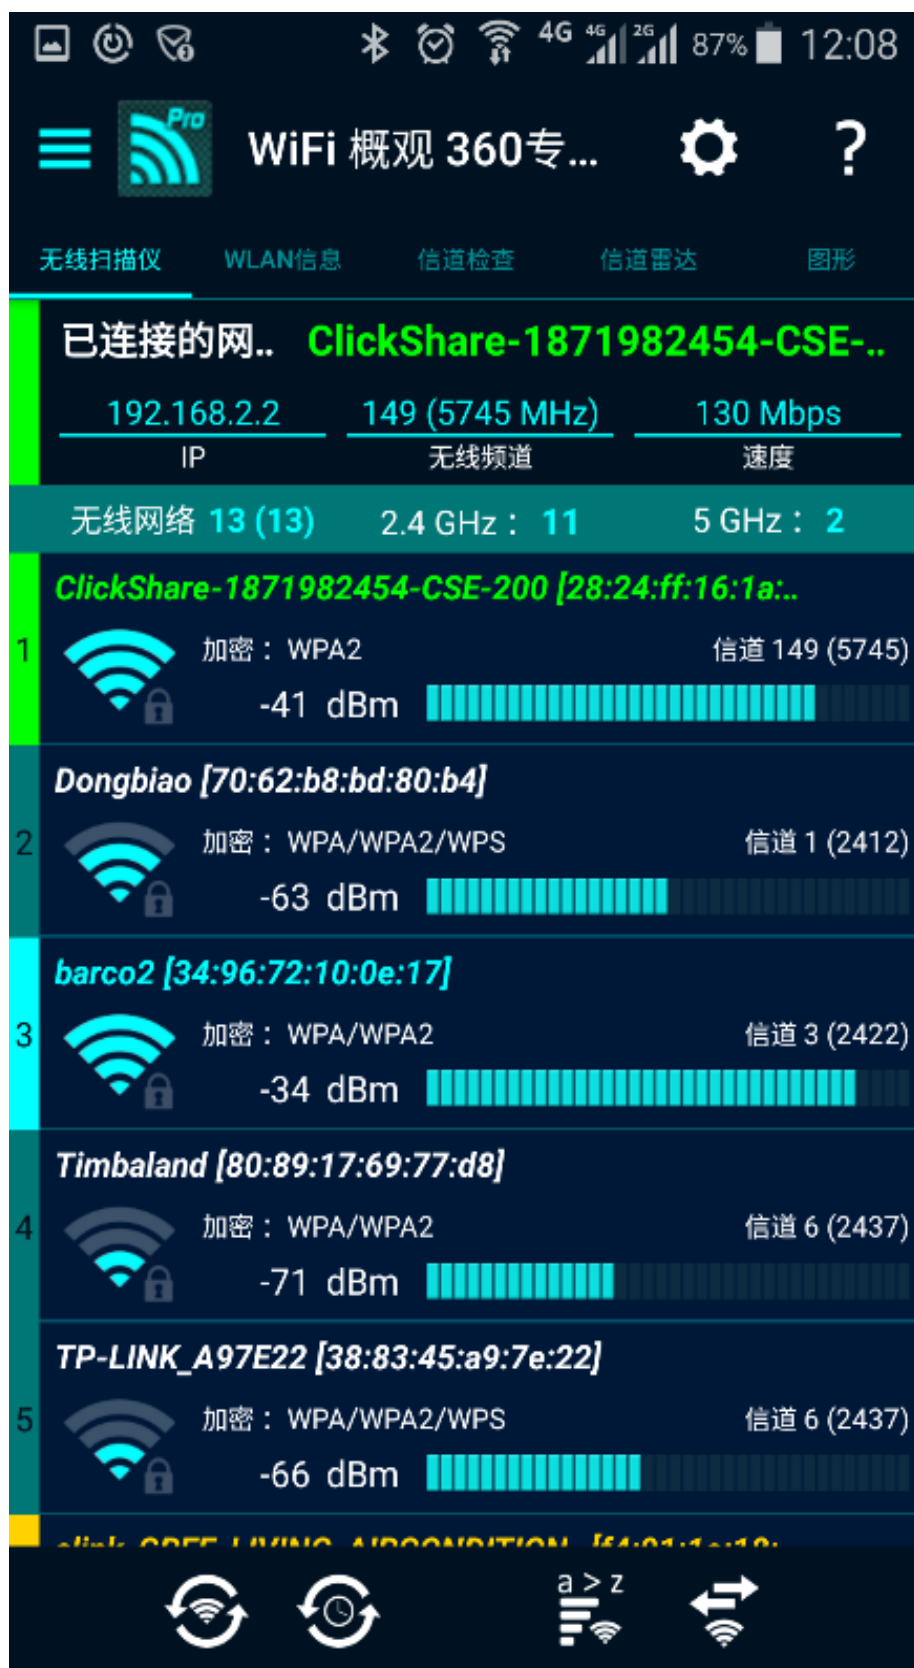 4G 4G 2G 87% 12:08
Pro WiFi 概观 360专... ?
无线扫描仪 WLAN信息 信道检查 信道雷达 图形
已连接的网.. ClickShare-1871982454-CSE-..
192.168.2.2 149 (5745 MHz) 130 Mbps
IP 无线频道 速度
无线网络 13 (13) 2.4 GHz： 11 5 GHz： 2
ClickShare-1871982454-CSE-200 [28:24:ff:16:1a:..
1 加密： WPA2 信道 149 (5745)
-41 dBm
Dongbiao [70:62:b8:bd:80:b4]
2 加密： WPA/WPA2/WPS 信道 1 (2412)
-63 dBm
barco2 [34:96:72:10:0e:17]
3 加密： WPA/WPA2 信道 3 (2422)
-34 dBm
Timbaland [80:89:17:69:77:d8]
4 加密： WPA/WPA2 信道 6 (2437)
-71 dBm
TP-LINK_A97E22 [38:83:45:a9:7e:22]
5 加密： WPA/WPA2/WPS 信道 6 (2437)
-66 dBm
a > z